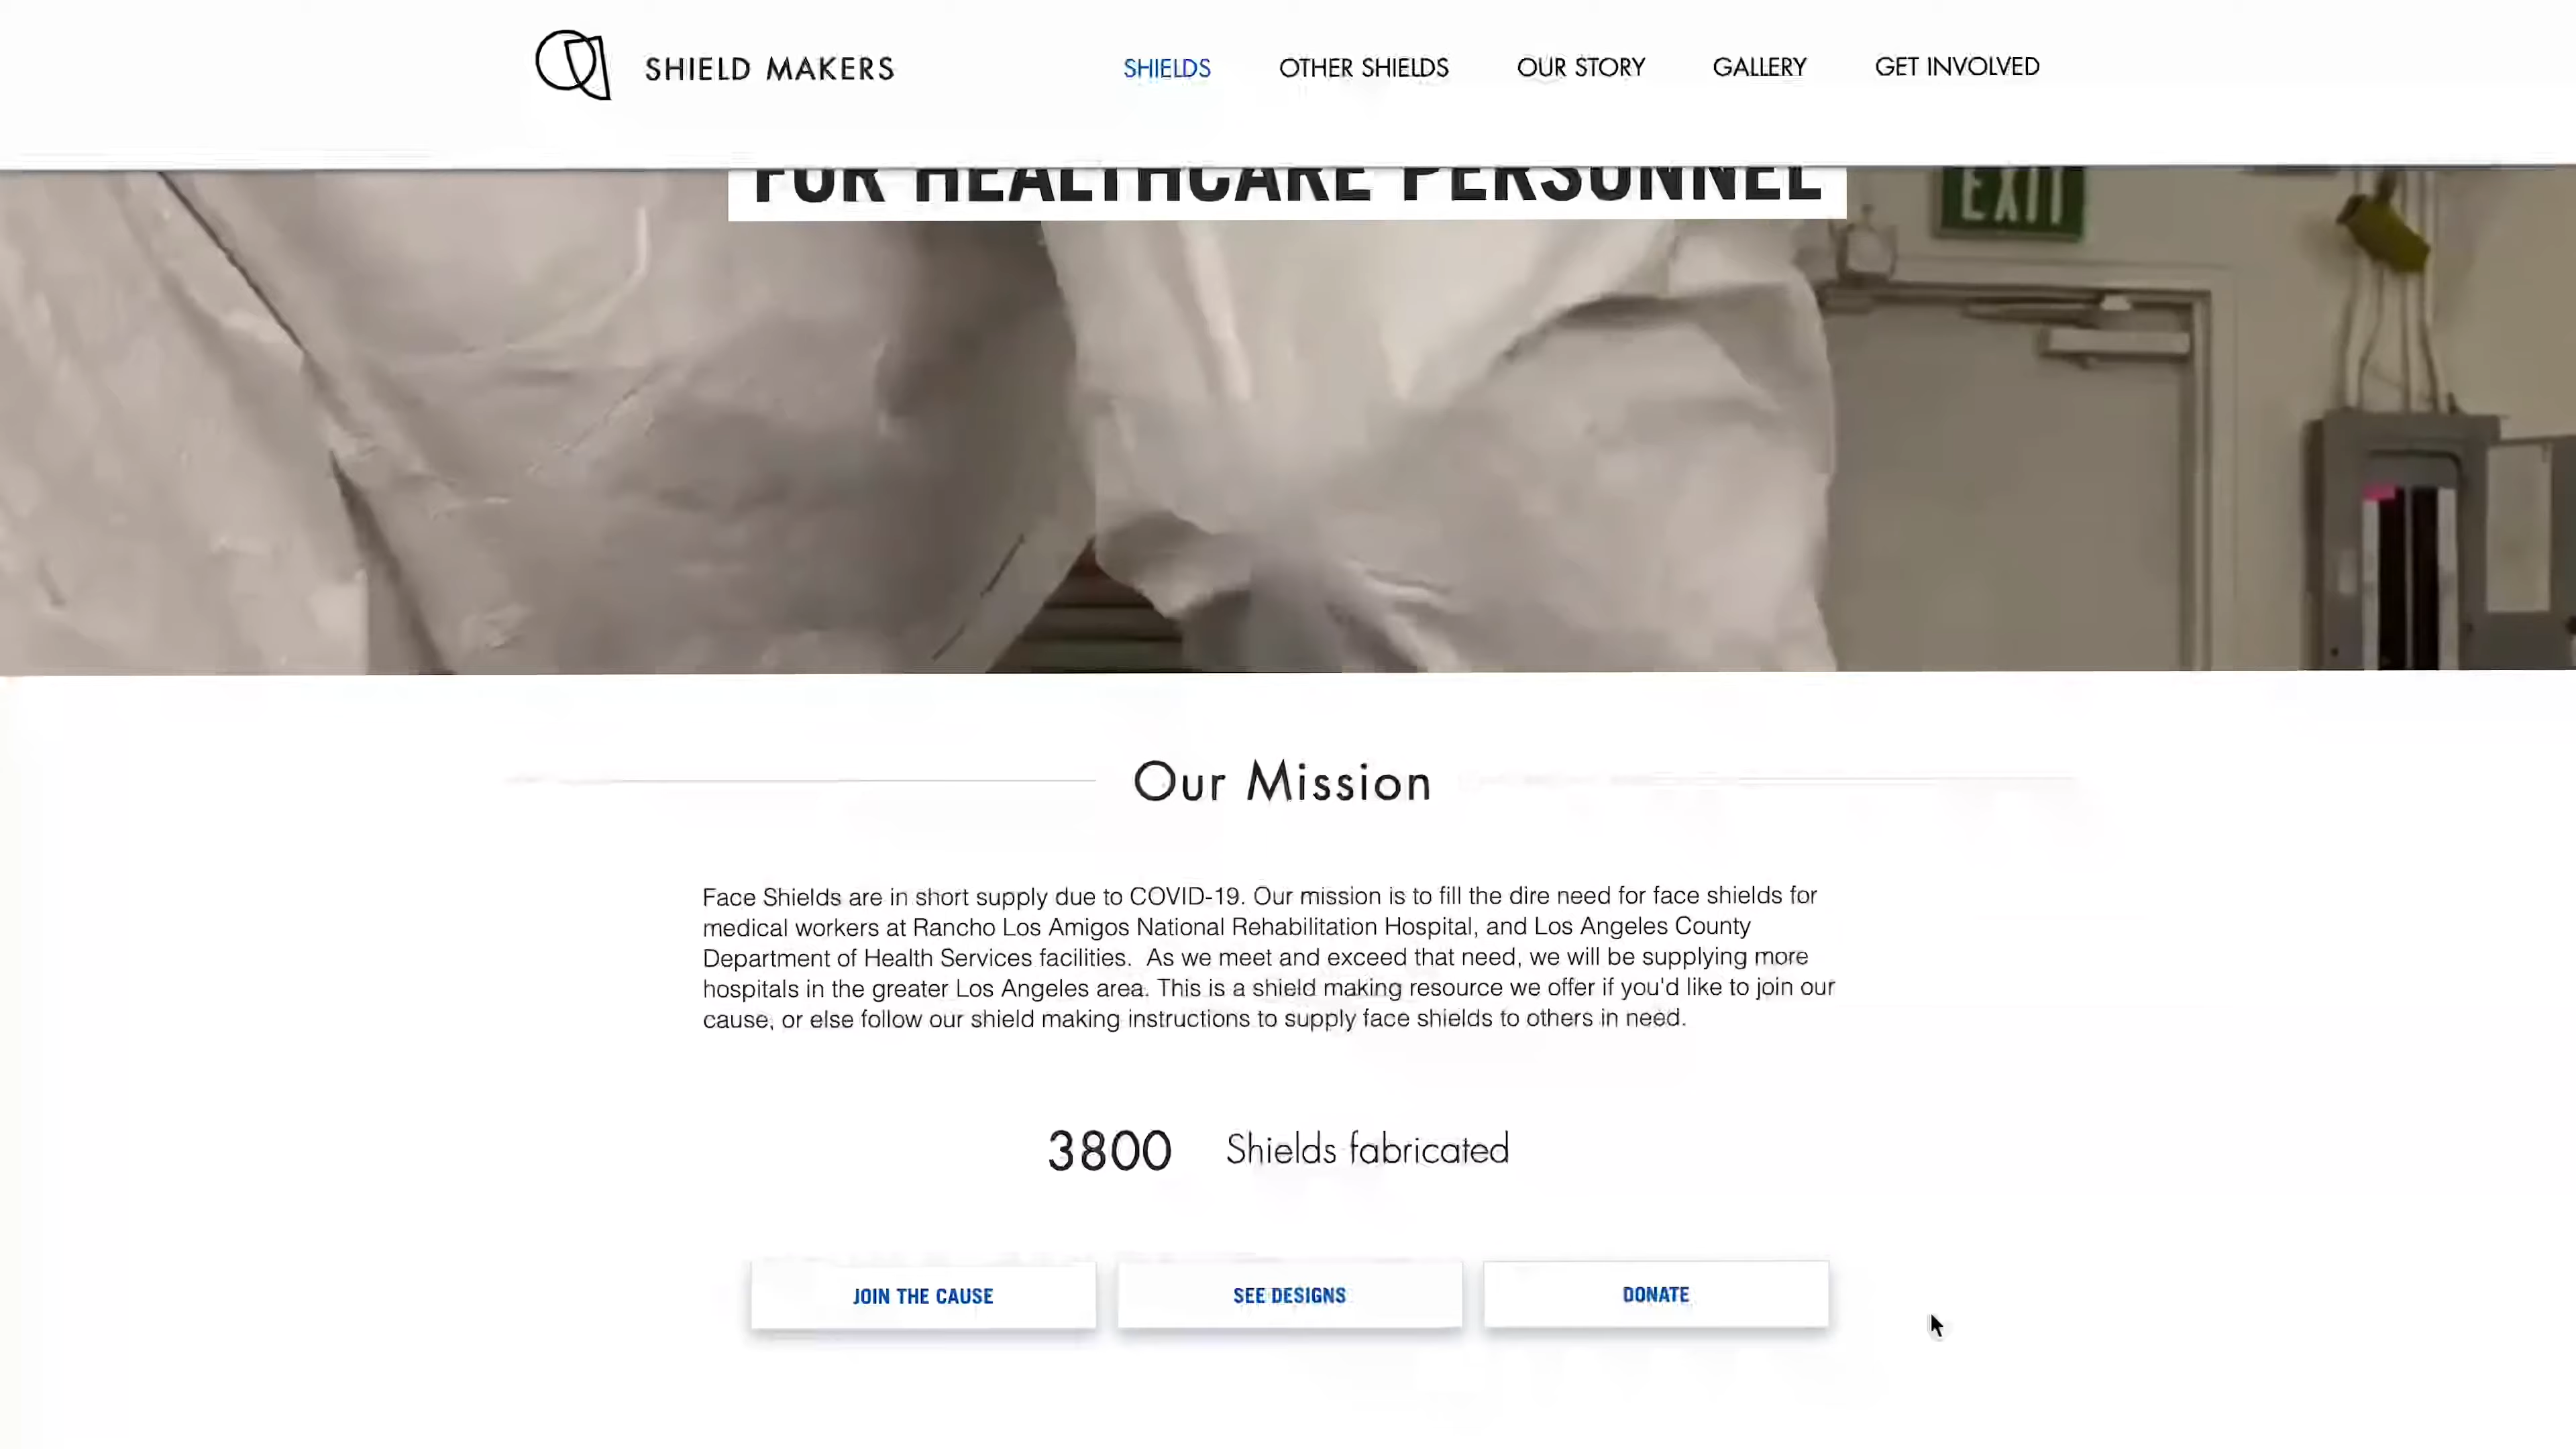 SHIELD MAKERS
SHIELDS
OTHER SHIELDS
OUR STORY
GALLERY
GET INVOLVED
FOR HEALTHCARE PERSONNEL
EXIT
Our Mission
Face Shields are in short supply due to COVID-19. Our mission is to fill the dire need for face shields for
medical workers at Rancho Los Amigos National Rehabilitation Hospital, and Los Angeles County
Department of Health Services facilities.  As we meet and exceed that need, we will be supplying more
hospitals in the greater Los Angeles area. This is a shield making resource we offer if you'd like to join our
cause, or else follow our shield making instructions to supply face shields to others in need.
3800 Shields fabricated
JOIN THE CAUSE
SEE DESIGNS
DONATE